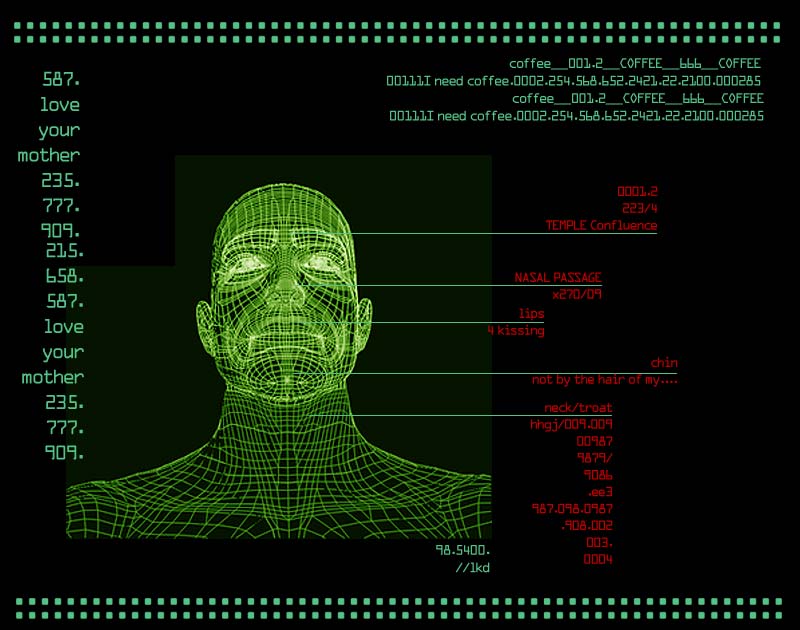 coffee__001.2__COFFEE__666__COFFEE
00111I need coffee.0002.254.568.652.2421.22.2100.000285
coffee__001.2__COFFEE__666__COFFEE
00111I need coffee.0002.254.568.652.2421.22.2100.000285
587.
love
your
mother
235.
777.
909.
215.
658.
587.
love
your
mother
235.
777.
909.
0001.2
223/4
TEMPLE Confluence
NASAL PASSAGE
x270/09
lips
4 kissing
chin
not by the hair of my....
neck/troat
hhgj/009.009
00987
9879/
9086
.ee3
987.098.0987
.908.002
003.
0004
98.5400.
//lkd